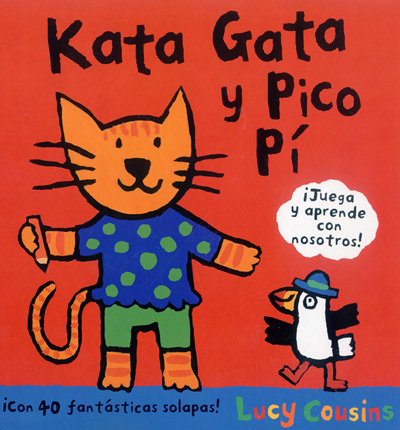 Kata Gata
y Pico
Pí
¡Juega
y aprende
con
nosotros!
¡Con 40 fantásticas solapas! Lucy Cousins